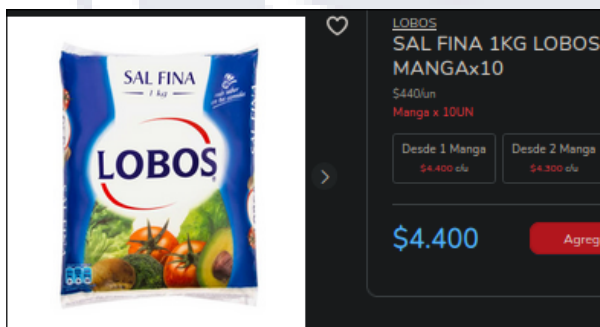 SAL FINA
1 kg
LOBOS
LOBOS
SAL FINA 1KG LOBOS
MANGAx10
$440/un
Manga x 10UN
Desde 1 Manga
$4.400 c/u
Desde 2 Manga
$4.300 c/u
$4.400
Agreg